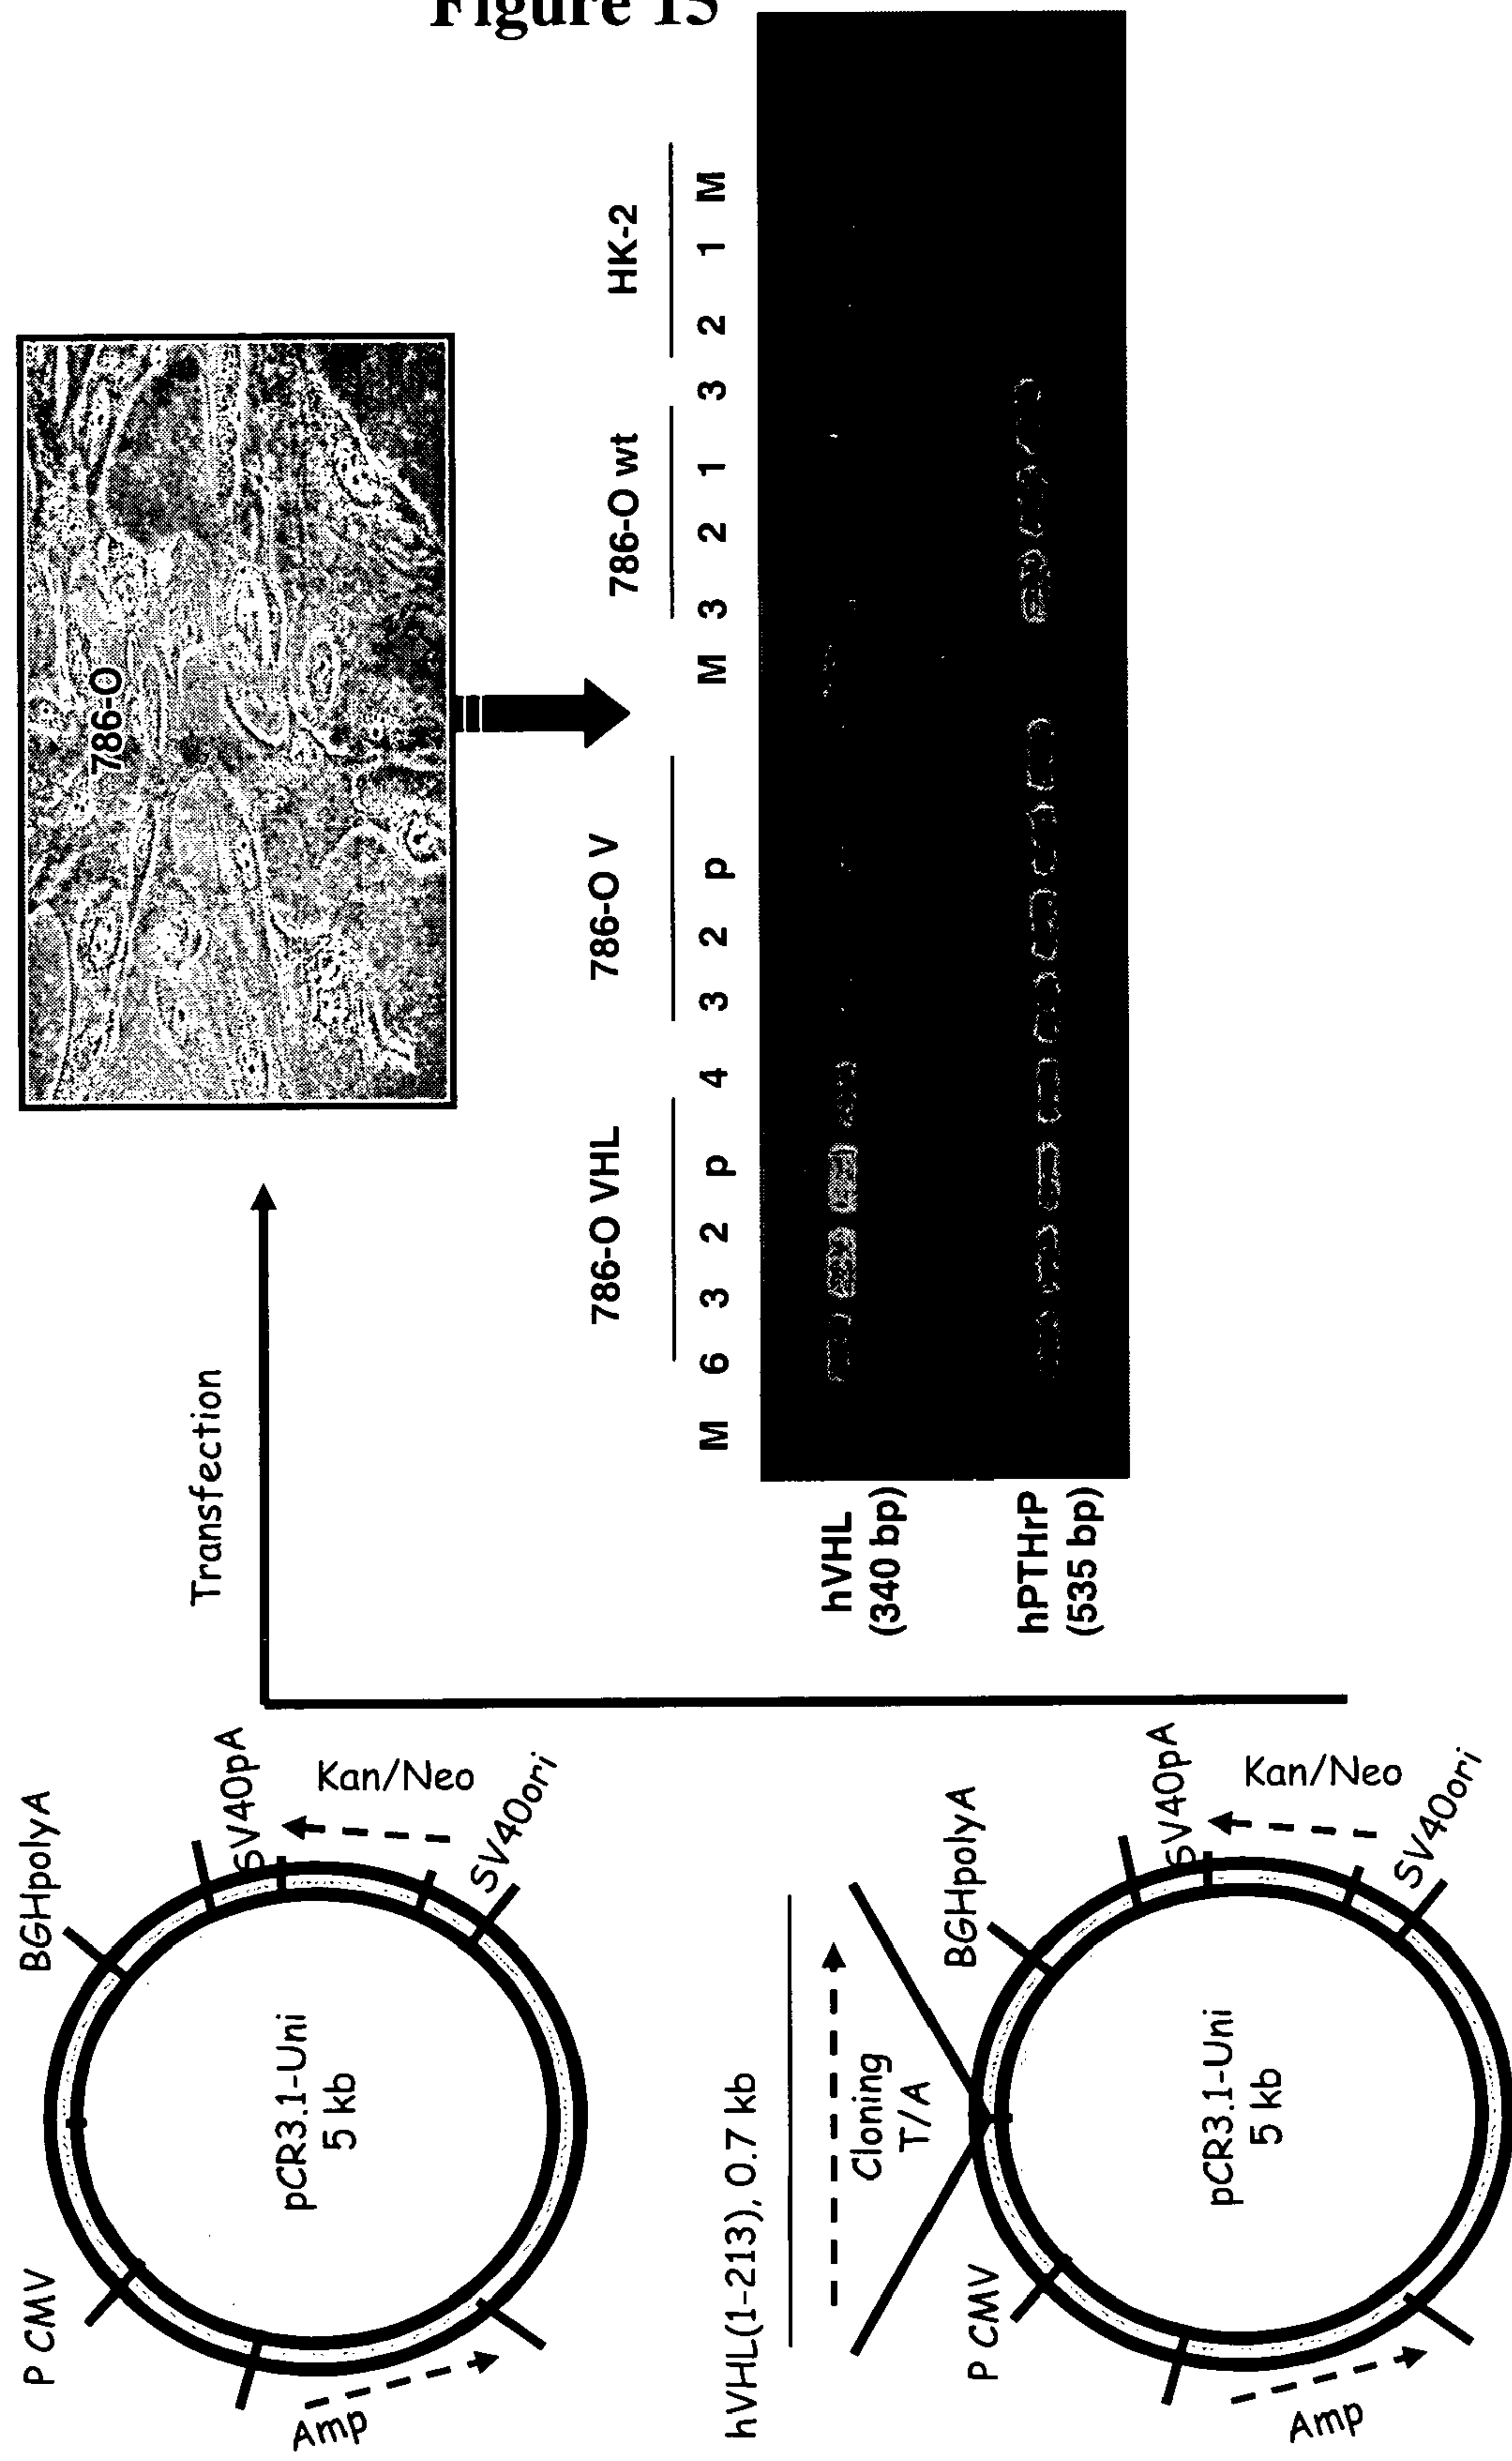 Figure 15
P CMV
BGHpolyA
SV40pA
Kan/Neo
SV40ori
Amp
pCR3.1-Uni
5 kb
hVHL(1-213), 0.7 kb
Cloning
T/A
P CMV
BGHpolyA
SV40pA
Kan/Neo
SV40ori
Amp
pCR3.1-Uni
5 kb
Transfection
786-O
786-O VHL
786-O V
786-O wt
HK-2
M 6 3 2 p 4 3 2 p M 3 2 1 3 2 1 M
hVHL
(340 bp)
hPTHrP
(535 bp)